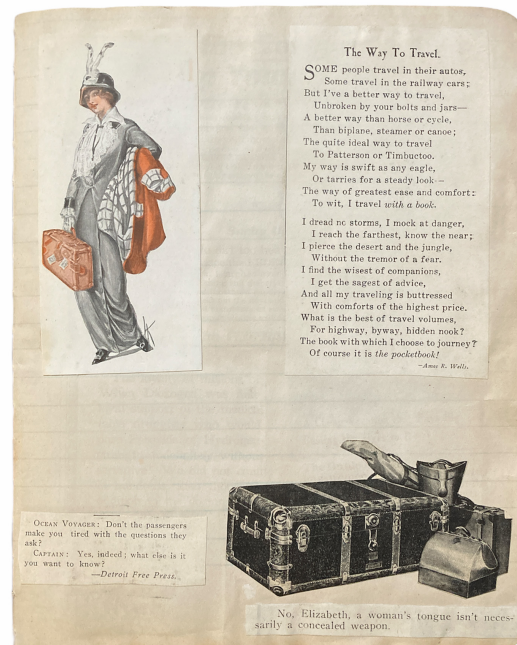 The Way To Travel.
SOME people travel in their autos,
Some travel in the railway cars;
But I've a better way to travel,
Unbroken by your bolts and jars—
A better way than horse or cycle,
Than biplane, steamer or canoe;
The quite ideal way to travel
To Patterson or Timbuctoo.
My way is swift as any eagle,
Or tarries for a steady look—
The way of greatest ease and comfort:
To wit, I travel with a book.
I dread no storms, I mock at danger,
I reach the farthest, know the near;
I pierce the desert and the jungle,
Without the tremor of a fear.
I find the wisest of companions,
I get the sagest of advice,
And all my traveling is buttressed
With comforts of the highest price.
What is the best of travel volumes,
For highway, byway, hidden nook?
The book with which I choose to journey?
Of course it is the pocketbook!
—Amos R. Wells.
OCEAN VOYAGER: Don't the passengers
make you tired with the questions they
ask?
CAPTAIN: Yes, indeed; what else is it
you want to know?
—Detroit Free Press.
No, Elizabeth, a woman's tongue isn't neces-
sarily a concealed weapon.